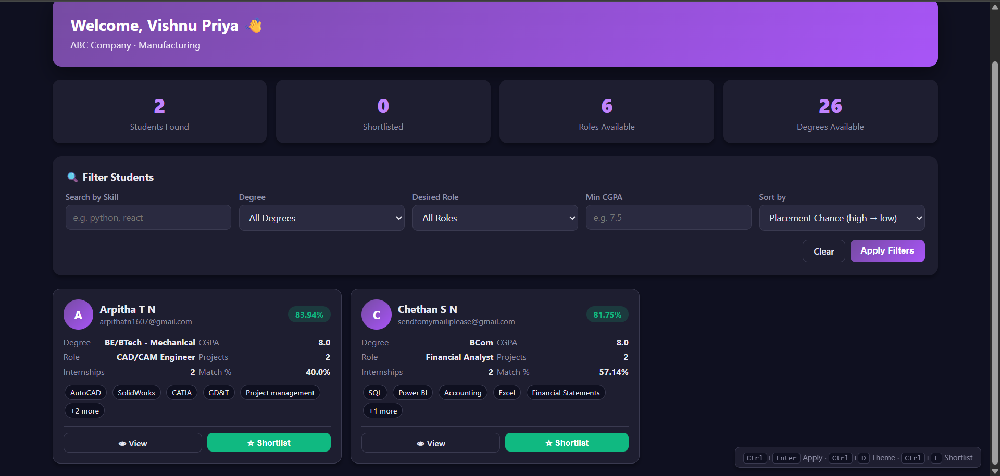 Welcome, Vishnu Priya 👋
ABC Company · Manufacturing
2
Students Found
0
Shortlisted
6
Roles Available
26
Degrees Available
🔍 Filter Students
Search by Skill
e.g. python, react
Degree
All Degrees
Desired Role
All Roles
Min CGPA
e.g. 7.5
Sort by
Placement Chance (high → low)
Clear
Apply Filters
A
Arpitha T N
arpithatn1607@gmail.com
83.94%
Degree BE/BTech - Mechanical CGPA 8.0
Role CAD/CAM Engineer Projects 2
Internships 2 Match % 40.0%
AutoCAD SolidWorks CATIA GD&T Project management
+2 more
👁 View
☆ Shortlist
C
Chethan S N
sendtomymailiplease@gmail.com
81.75%
Degree BCom CGPA 8.0
Role Financial Analyst Projects 2
Internships 2 Match % 57.14%
SQL Power BI Accounting Excel Financial Statements
+1 more
👁 View
☆ Shortlist
Ctrl + Enter Apply · Ctrl + D Theme · Ctrl + L Shortlist